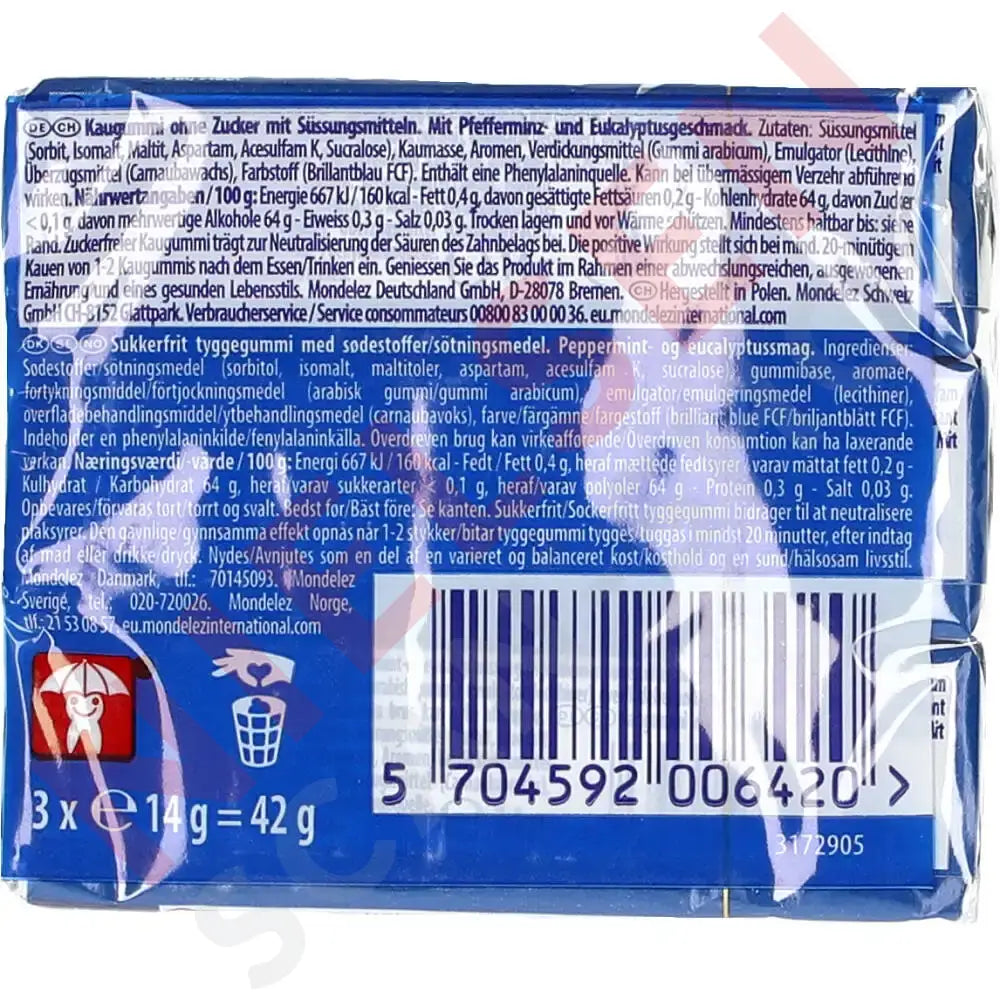 DE CH Kaugummi ohne Zucker mit Süssungsmitteln. Mit Pfefferminz- und Eukalyptusgeschmack. Zutaten: Süssungsmittel
(Sorbit, Isomalt, Maltit, Aspartam, Acesulfam K, Sucralose), Kaumasse, Aromen, Verdickungsmittel (Gummi arabicum), Emulgator (Lecithine),
Überzugsmittel (Carnaubawachs), Farbstoff (Brillantblau FCF). Enthält eine Phenylalaninquelle. Kann bei übermässigem Verzehr abführend
wirken. Nährwertangaben / 100 g: Energie 667 kJ / 160 kcal - Fett 0,4 g, davon gesättigte Fettsäuren 0,2 g - Kohlenhydrate 64 g, davon Zucker
< 0,1 g, davon mehrwertige Alkohole 64 g - Eiweiss 0,3 g - Salz 0,03 g. Trocken lagern und vor Wärme schützen. Mindestens haltbar bis: siehe
Rand. Zuckerfreier Kaugummi trägt zur Neutralisierung der Säuren des Zahnbelags bei. Die positive Wirkung stellt sich bei mind. 20-minütigem
Kauen von 1-2 Kaugummis nach dem Essen/Trinken ein. Geniessen Sie das Produkt im Rahmen einer abwechslungsreichen, ausgewogenen
Ernährung und eines gesunden Lebensstils. Mondelez Deutschland GmbH, D-28078 Bremen. CH Hergestellt in Polen. Mondelez Schweiz
GmbH CH-8152 Glattpark. Verbraucherservice / Service consommateurs 00800 83 00 00 36. eu.mondelezinternational.com
DK SE NO Sukkerfrit tyggegummi med sødestoffer/sötningsmedel. Peppermint- og eucalyptussmag. Ingredienser:
Sødestoffer/sötningsmedel (sorbitol, isomalt, maltitoler, aspartam, acesulfam K, sucralose), gummibase, aromaer,
fortykningsmiddel/förtjockningsmedel (arabisk gummi/gummi arabicum), emulgator/emulgeringsmedel (lecithiner),
overfladebehandlingsmiddel/ytbehandlingsmedel (carnaubavoks), farve/färgämne/fargestoff (brilliant blue FCF/briljantblått FCF).
Indeholder en phenylalaninkilde/fenylalaninkälla. Overdreven brug kan virke afførende/Överdriven konsumtion kan ha laxerande
verkan. Næringsværdi/-värde / 100 g: Energi 667 kJ / 160 kcal - Fedt / Fett 0,4 g, heraf mættede fedtsyrer / varav mättat fett 0,2 g -
Kulhydrat / Karbohydrat 64 g, heraf/varav sukkerarter < 0,1 g, heraf/varav polyoler 64 g - Protein 0,3 g - Salt 0,03 g.
Opbevares/förvaras tørt/torrt og svalt. Bedst før/Bäst före: Se kanten. Sukkerfrit/Sockerfritt tyggegummi bidrager til at neutralisere
plaksyrer. Den gavnlige/gynnsamma effekt opnås når 1-2 stykker/bitar tyggegummi tygges/tuggas i mindst 20 minutter, efter indtag
af mad eller drikke/dryck. Nydes/Avnjutes som en del af en varieret og balanceret kost/kosthold og en sund/hälsosam livsstil.
Mondelez Danmark, tlf.: 70145093. Mondelez
Sverige, tel.: 020-720026. Mondelez Norge,
tlf.: 21 53 08 57. eu.mondelezinternational.com
5 704592 006420 >
3 x ℮ 14 g = 42 g
3172905